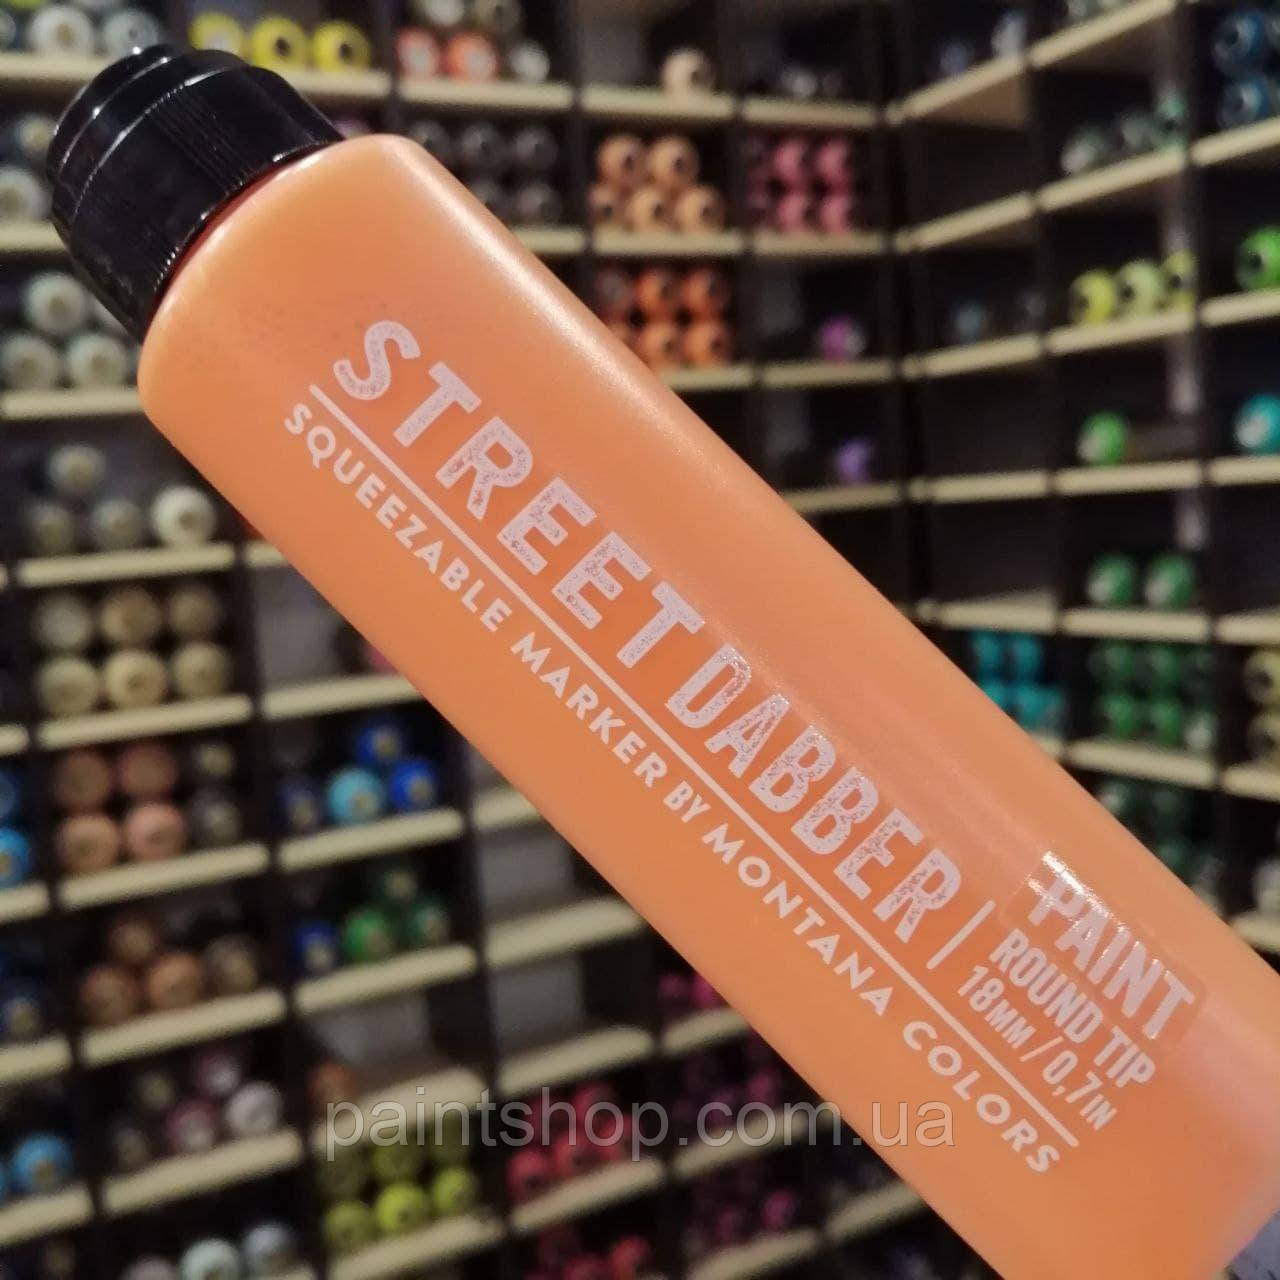 STREET DABBER |
SQUEEZABLE MARKER BY MONTANA COLORS
PAINT
ROUND TIP
18MM/0,7IN
paintshop.com.ua